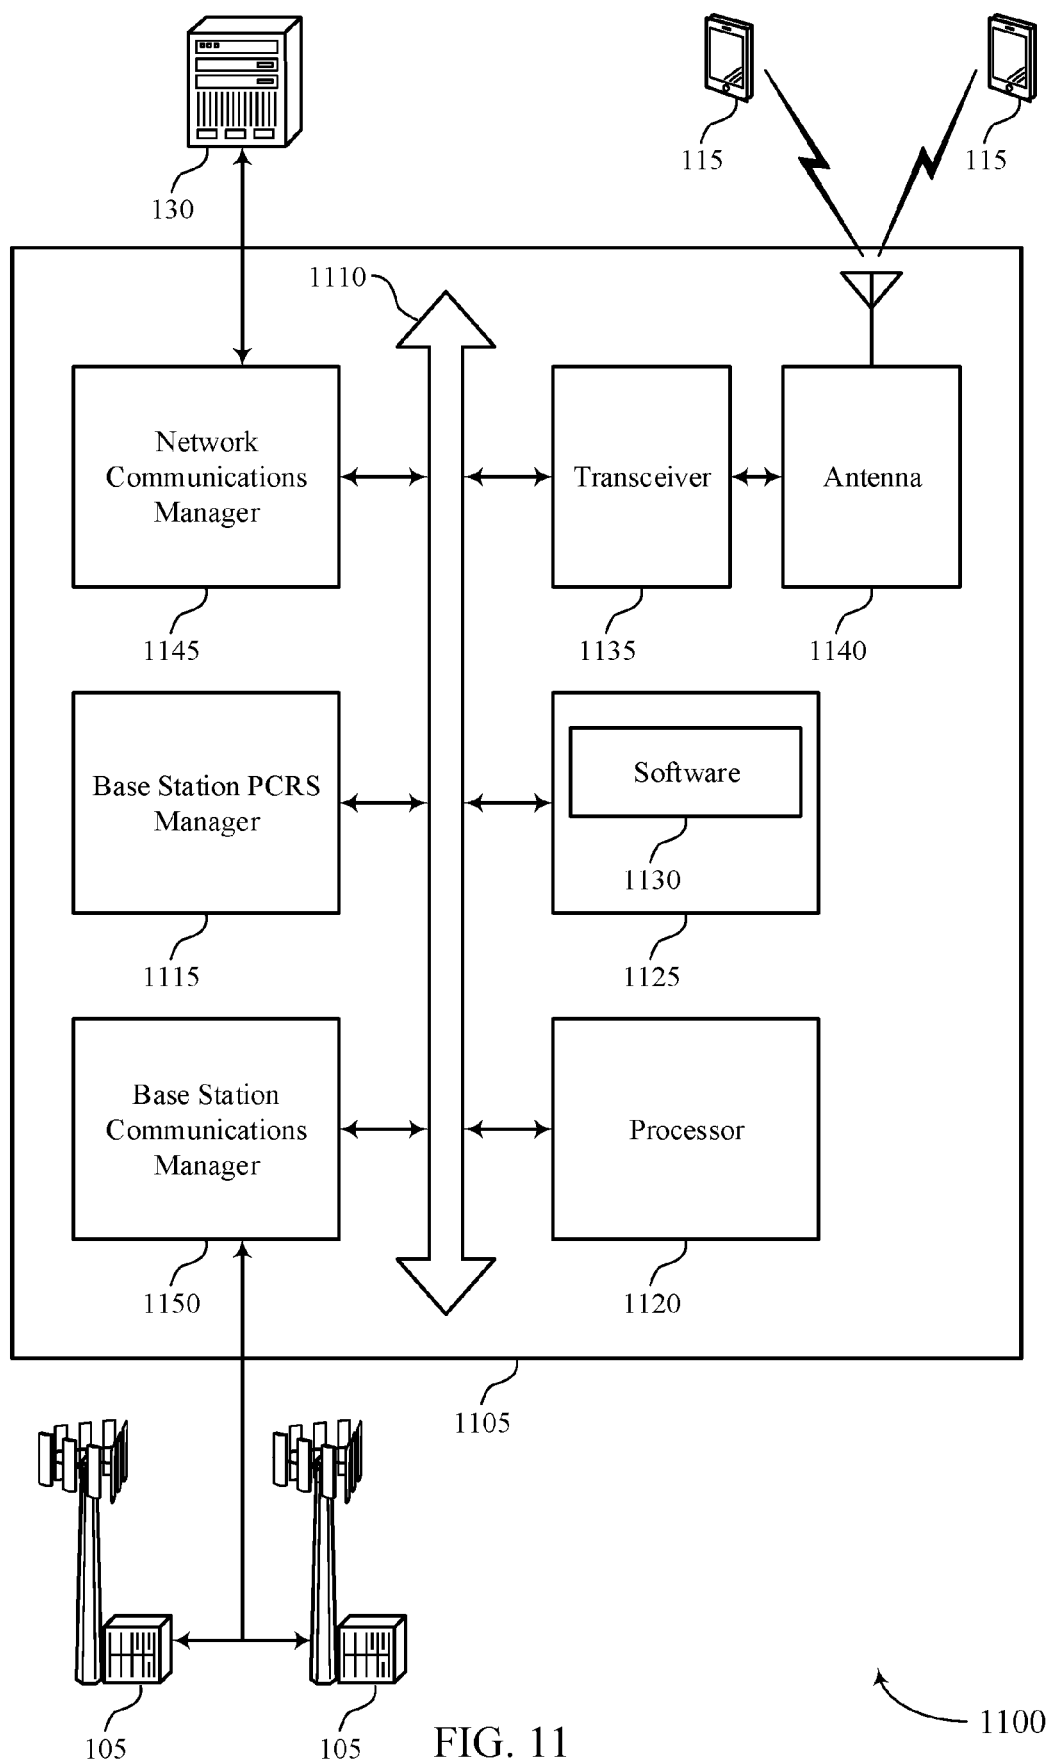 130
115
115
1110
Network
Communications
Manager
Transceiver
Antenna
1145
1135
1140
Base Station PCRS
Manager
Software
1130
1115
1125
Base Station
Communications
Manager
Processor
1150
1120
1105
105
105
FIG. 11
1100